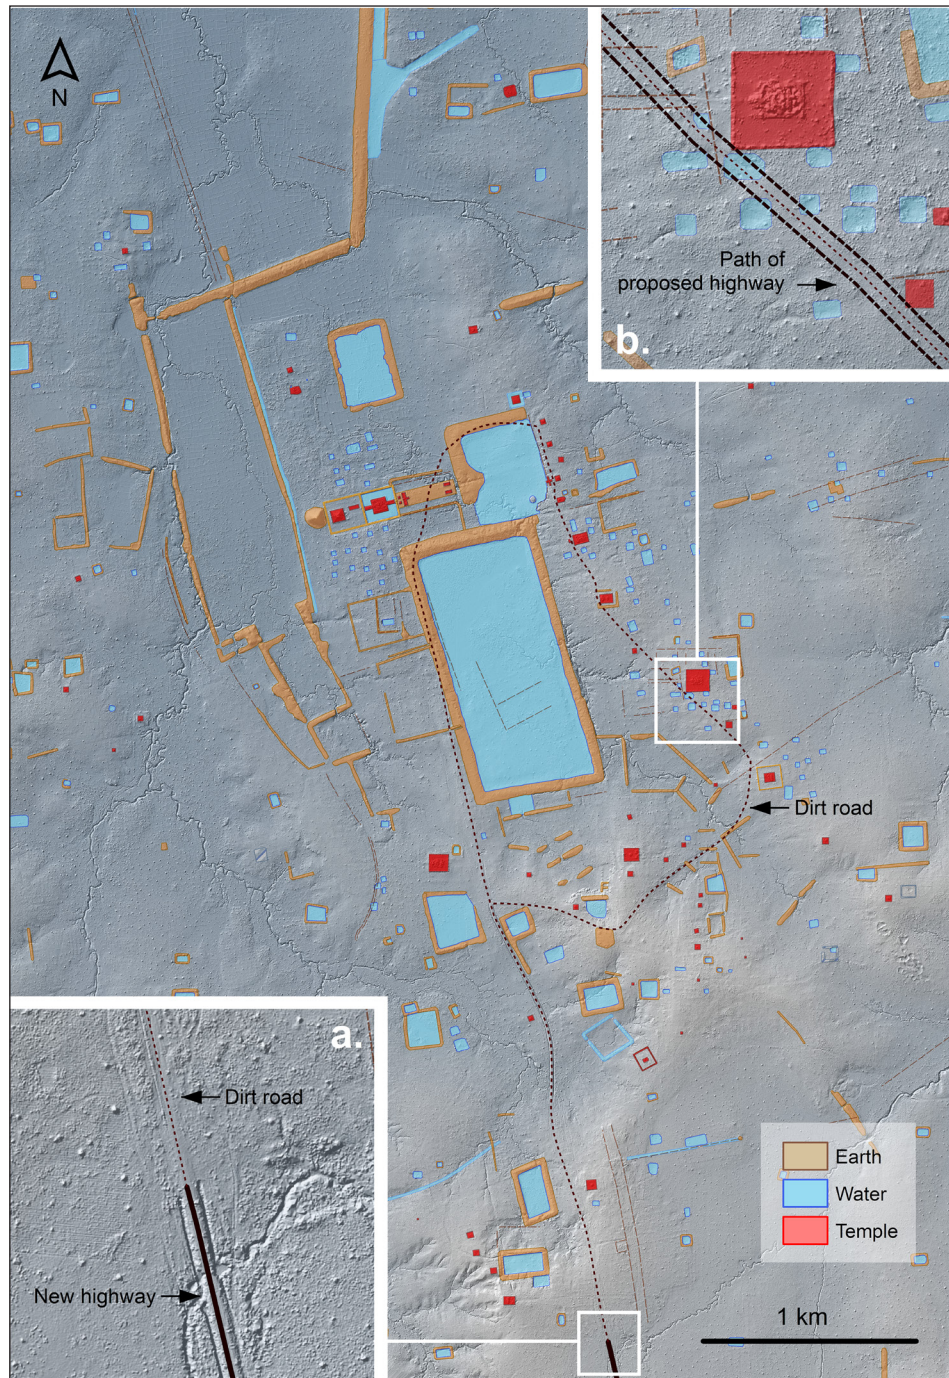 N
b.
Path of
proposed highway
Dirt road
a.
Dirt road
New highway
Earth
Water
Temple
1 km